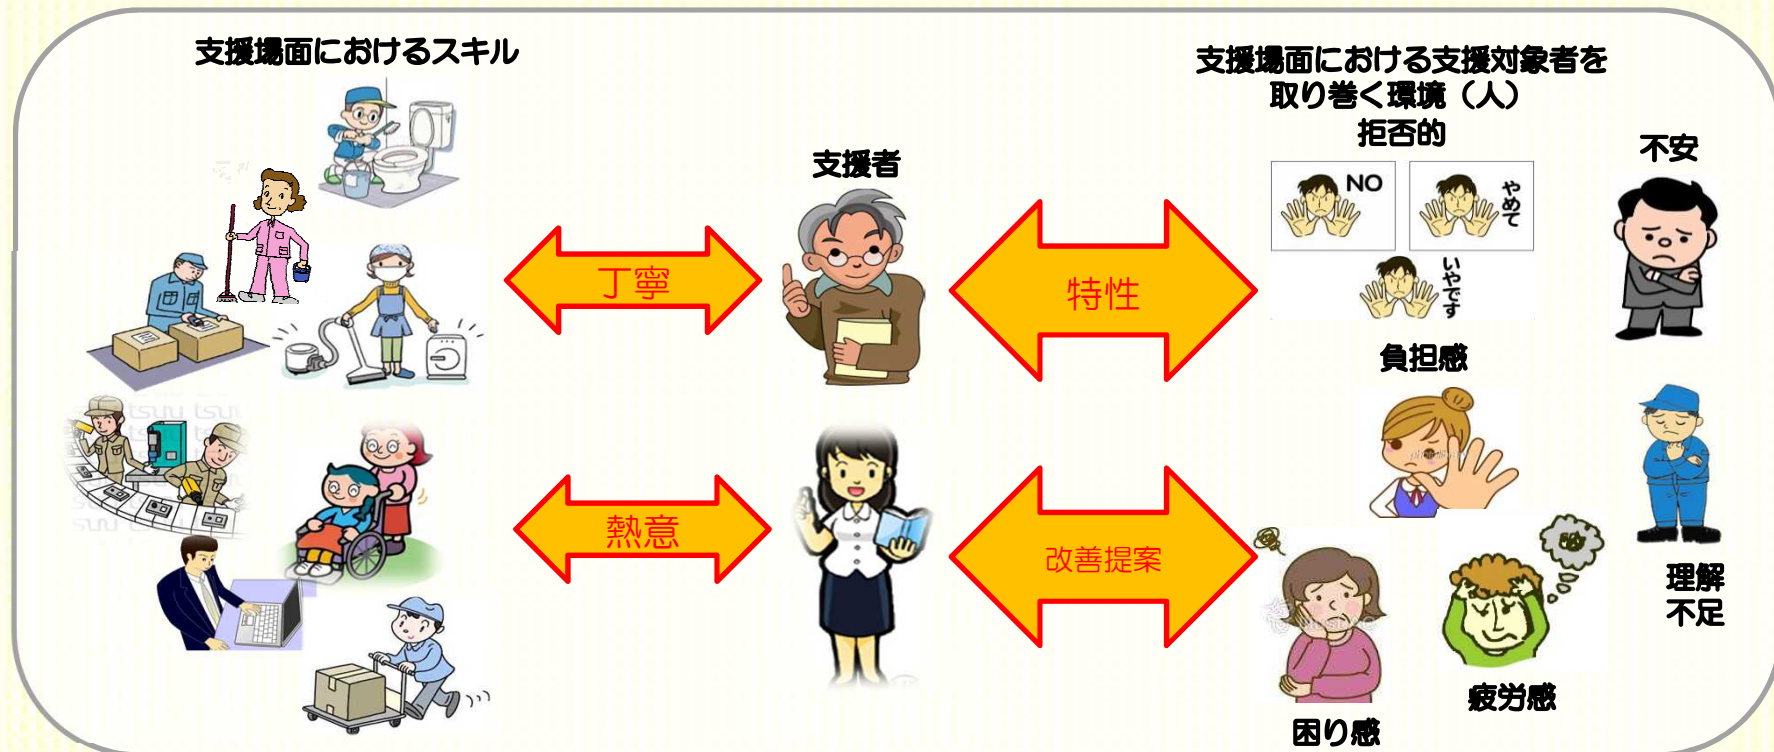 支援場面におけるスキル
支援場面における支援対象者を
取り巻く環境（人）
拒否的
不安
支援者
NO
やめて
いやです
丁寧
特性
負担感
熱意
改善提案
理解
不足
疲労感
困り感